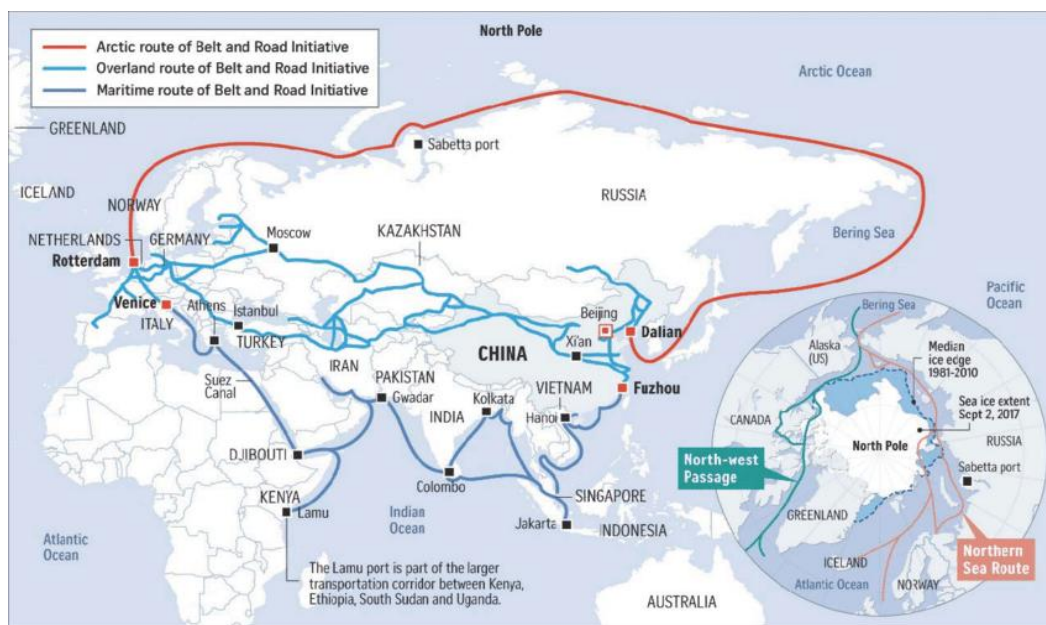 North Pole
Arctic route of Belt and Road Initiative
Overland route of Belt and Road Initiative
Maritime route of Belt and Road Initiative
Arctic Ocean
GREENLAND
Sabetta port
ICELAND
RUSSIA
NORWAY
Moscow
KAZAKHSTAN
Bering Sea
NETHERLANDS
GERMANY
Rotterdam
Pacific
Ocean
Venice
Athens
Istanbul
Beijing
Dalian
ITALY
TURKEY
Xi'an
CHINA
IRAN
Suez
Canal
PAKISTAN
Gwadar
VIETNAM
Fuzhou
INDIA
Kolkata
Hanoi
DJIBOUTI
Colombo
SINGAPORE
KENYA
Lamu
Indian
Ocean
Jakarta
INDONESIA
Atlantic
Ocean
The Lamu port is part of the larger
transportation corridor between Kenya,
Ethiopia, South Sudan and Uganda.
AUSTRALIA
Bering Sea
Alaska
(US)
Median
ice edge
1981-2010
Sea ice extent
Sept 2, 2017
CANADA
North Pole
RUSSIA
North-west
Passage
Sabetta port
GREENLAND
Northern
Sea Route
ICELAND
Atlantic Ocean
NORWAY